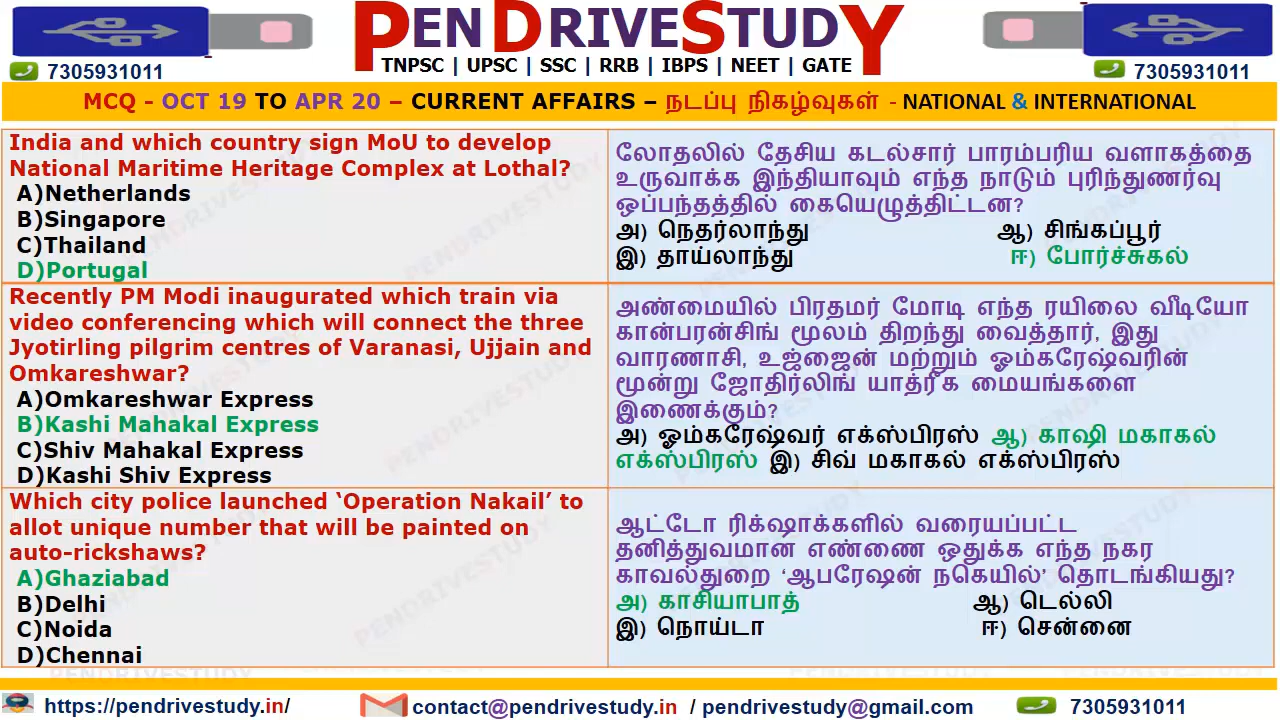 PENDRIVESTUDY
TNPSC | UPSC | SSC | RRB | IBPS | NEET | GATE
7305931011
7305931011
MCQ - OCT 19 TO APR 20 – CURRENT AFFAIRS – நடப்பு நிகழ்வுகள் - NATIONAL & INTERNATIONAL
India and which country sign MoU to develop
National Maritime Heritage Complex at Lothal?
A)Netherlands
B)Singapore
C)Thailand
D)Portugal
லோதலில் தேசிய கடல்சார் பாரம்பரிய வளாகத்தை
உருவாக்க இந்தியாவும் எந்த நாடும் புரிந்துணர்வு
ஒப்பந்தத்தில் கையெழுத்திட்டன?
அ) நெதர்லாந்து ஆ) சிங்கப்பூர்
இ) தாய்லாந்து ஈ) போர்ச்சுகல்
Recently PM Modi inaugurated which train via
video conferencing which will connect the three
Jyotirling pilgrim centres of Varanasi, Ujjain and
Omkareshwar?
A)Omkareshwar Express
B)Kashi Mahakal Express
C)Shiv Mahakal Express
D)Kashi Shiv Express
அண்மையில் பிரதமர் மோடி எந்த ரயிலை வீடியோ
கான்பரன்சிங் மூலம் திறந்து வைத்தார், இது
வாரணாசி, உஜ்ஜைன் மற்றும் ஓம்கரேஷ்வரின்
மூன்று ஜோதிர்லிங் யாத்ரீக மையங்களை
இணைக்கும்?
அ) ஓம்கரேஷ்வர் எக்ஸ்பிரஸ் ஆ) காஷி மகாகல்
எக்ஸ்பிரஸ் இ) சிவ் மகாகல் எக்ஸ்பிரஸ்
Which city police launched ‘Operation Nakail’ to
allot unique number that will be painted on
auto-rickshaws?
A)Ghaziabad
B)Delhi
C)Noida
D)Chennai
ஆட்டோ ரிக்‌ஷாக்களில் வரையப்பட்ட
தனித்துவமான எண்ணை ஒதுக்க எந்த நகர
காவல்துறை ‘ஆபரேஷன் நகெயில்’ தொடங்கியது?
அ) காசியாபாத் ஆ) டெல்லி
இ) நொய்டா ஈ) சென்னை
https://pendrivestudy.in/ contact@pendrivestudy.in / pendrivestudy@gmail.com 7305931011